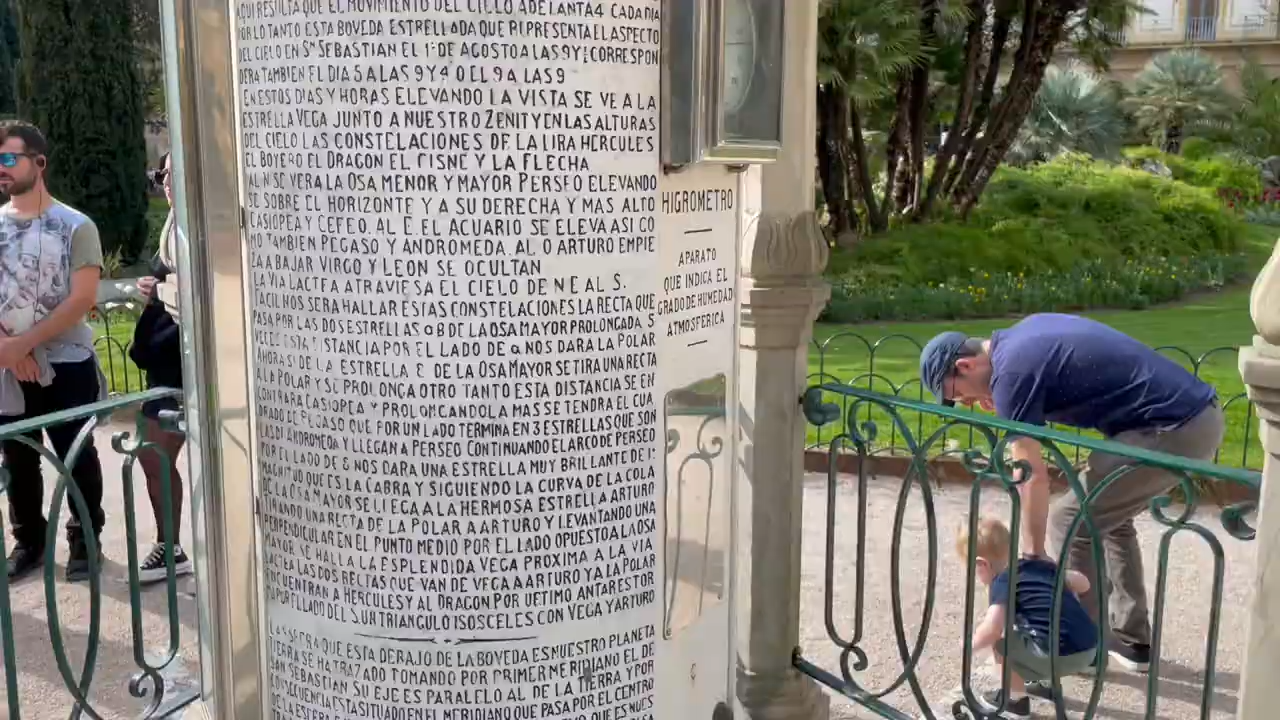 AQUI RESULTA QUE EL MOVIMIENTO DEL CIELO ADELANTA 4 CADA DIA
POR LO TANTO ESTA BOVEDA ESTRELLADA QUE REPRESENTA EL ASPECTO
DEL CIELO EN Sn SEBASTIAN EL 1º DE AGOSTO A LAS 9 Y ½ CORRESPON
DERA TAMBIEN EL DIA 5 A LAS 9 Y 4 O EL 9 A LAS 9
EN ESTOS DIAS Y HORAS ELEVANDO LA VISTA SE VE A LA
ESTRELLA VEGA JUNTO A NUESTRO ZENIT Y EN LAS ALTURAS
DEL CIELO LAS CONSTELACIONES DE LA LIRA HERCULES
EL BOYERO EL DRAGON EL CISNE Y LA FLECHA
AL N SE VERA LA OSA MENOR Y MAYOR PERSEO ELEVANDO
SE SOBRE EL HORIZONTE Y A SU DERECHA Y MAS ALTO
CASIOPEA Y CEFEO. AL E. EL ACUARIO SE ELEVA ASI CO
MO TAMBIEN PEGASO Y ANDROMEDA. AL O ARTURO EMPIE
ZA A BAJAR VIRGO Y LEON SE OCULTAN
LA VIA LACTEA ATRAVIESA EL CIELO DE N E AL S.
FACIL NOS SERA HALLAR ESTAS CONSTELACIONES LA RECTA QUE
PASA POR LAS DOS ESTRELLAS α B DE LA OSA MAYOR PROLONGADA 5
VECES ESTA DISTANCIA POR EL LADO DE α NOS DARA LA POLAR
AHORA SI DE LA ESTRELLA E DE LA OSA MAYOR SE TIRA UNA RECTA
A LA POLAR Y SE PROLONGA OTRO TANTO ESTA DISTANCIA SE EN
CONTRARA CASIOPEA Y PROLONGANDOLA MAS SE TENDRA EL CUA
DRADO DE PEGASO QUE POR UN LADO TERMINA EN 3 ESTRELLAS QUE SON
LAS DE ANDROMEDA Y LLEGAN A PERSEO CONTINUANDO EL ARCO DE PERSEO
POR EL LADO DE δ NOS DARA UNA ESTRELLA MUY BRILLANTE DE 1ª
MAGNITUD QUE ES LA CABRA Y SIGUIENDO LA CURVA DE LA COLA
DE LA OSA MAYOR SE LLEGA A LA HERMOSA ESTRELLA ARTURO
TIRANDO UNA RECTA DE LA POLAR A ARTURO Y LEVANTANDO UNA
PERPENDICULAR EN EL PUNTO MEDIO POR EL LADO OPUESTO A LA OSA
MAYOR SE HALLA LA ESPLENDIDA VEGA PROXIMA A LA VIA
LACTEA LAS DOS RECTAS QUE VAN DE VEGA A ARTURO Y A LA POLAR
ENCUENTRAN A HERCULES Y AL DRAGON POR ULTIMO ANTARES FOR
MA POR EL LADO DEL S. UN TRIANGULO ISOSCELES CON VEGA Y ARTURO
LA ESFERA QUE ESTA DEBAJO DE LA BOVEDA ES NUESTRO PLANETA
TIERRA SE HA TRAZADO TOMANDO POR PRIMER MERIDIANO EL DE
SAN SEBASTIAN SU EJE ES PARALELO AL DE LA TIERRA Y POR
CONSECUENCIA ESTA SITUADO EN EL MERIDIANO QUE PASA POR EL CENTRO
DE LA ESFERA QUE ES NUES
HIGROMETRO
APARATO
QUE INDICA EL
GRADO DE HUMEDAD
ATMOSFERICA